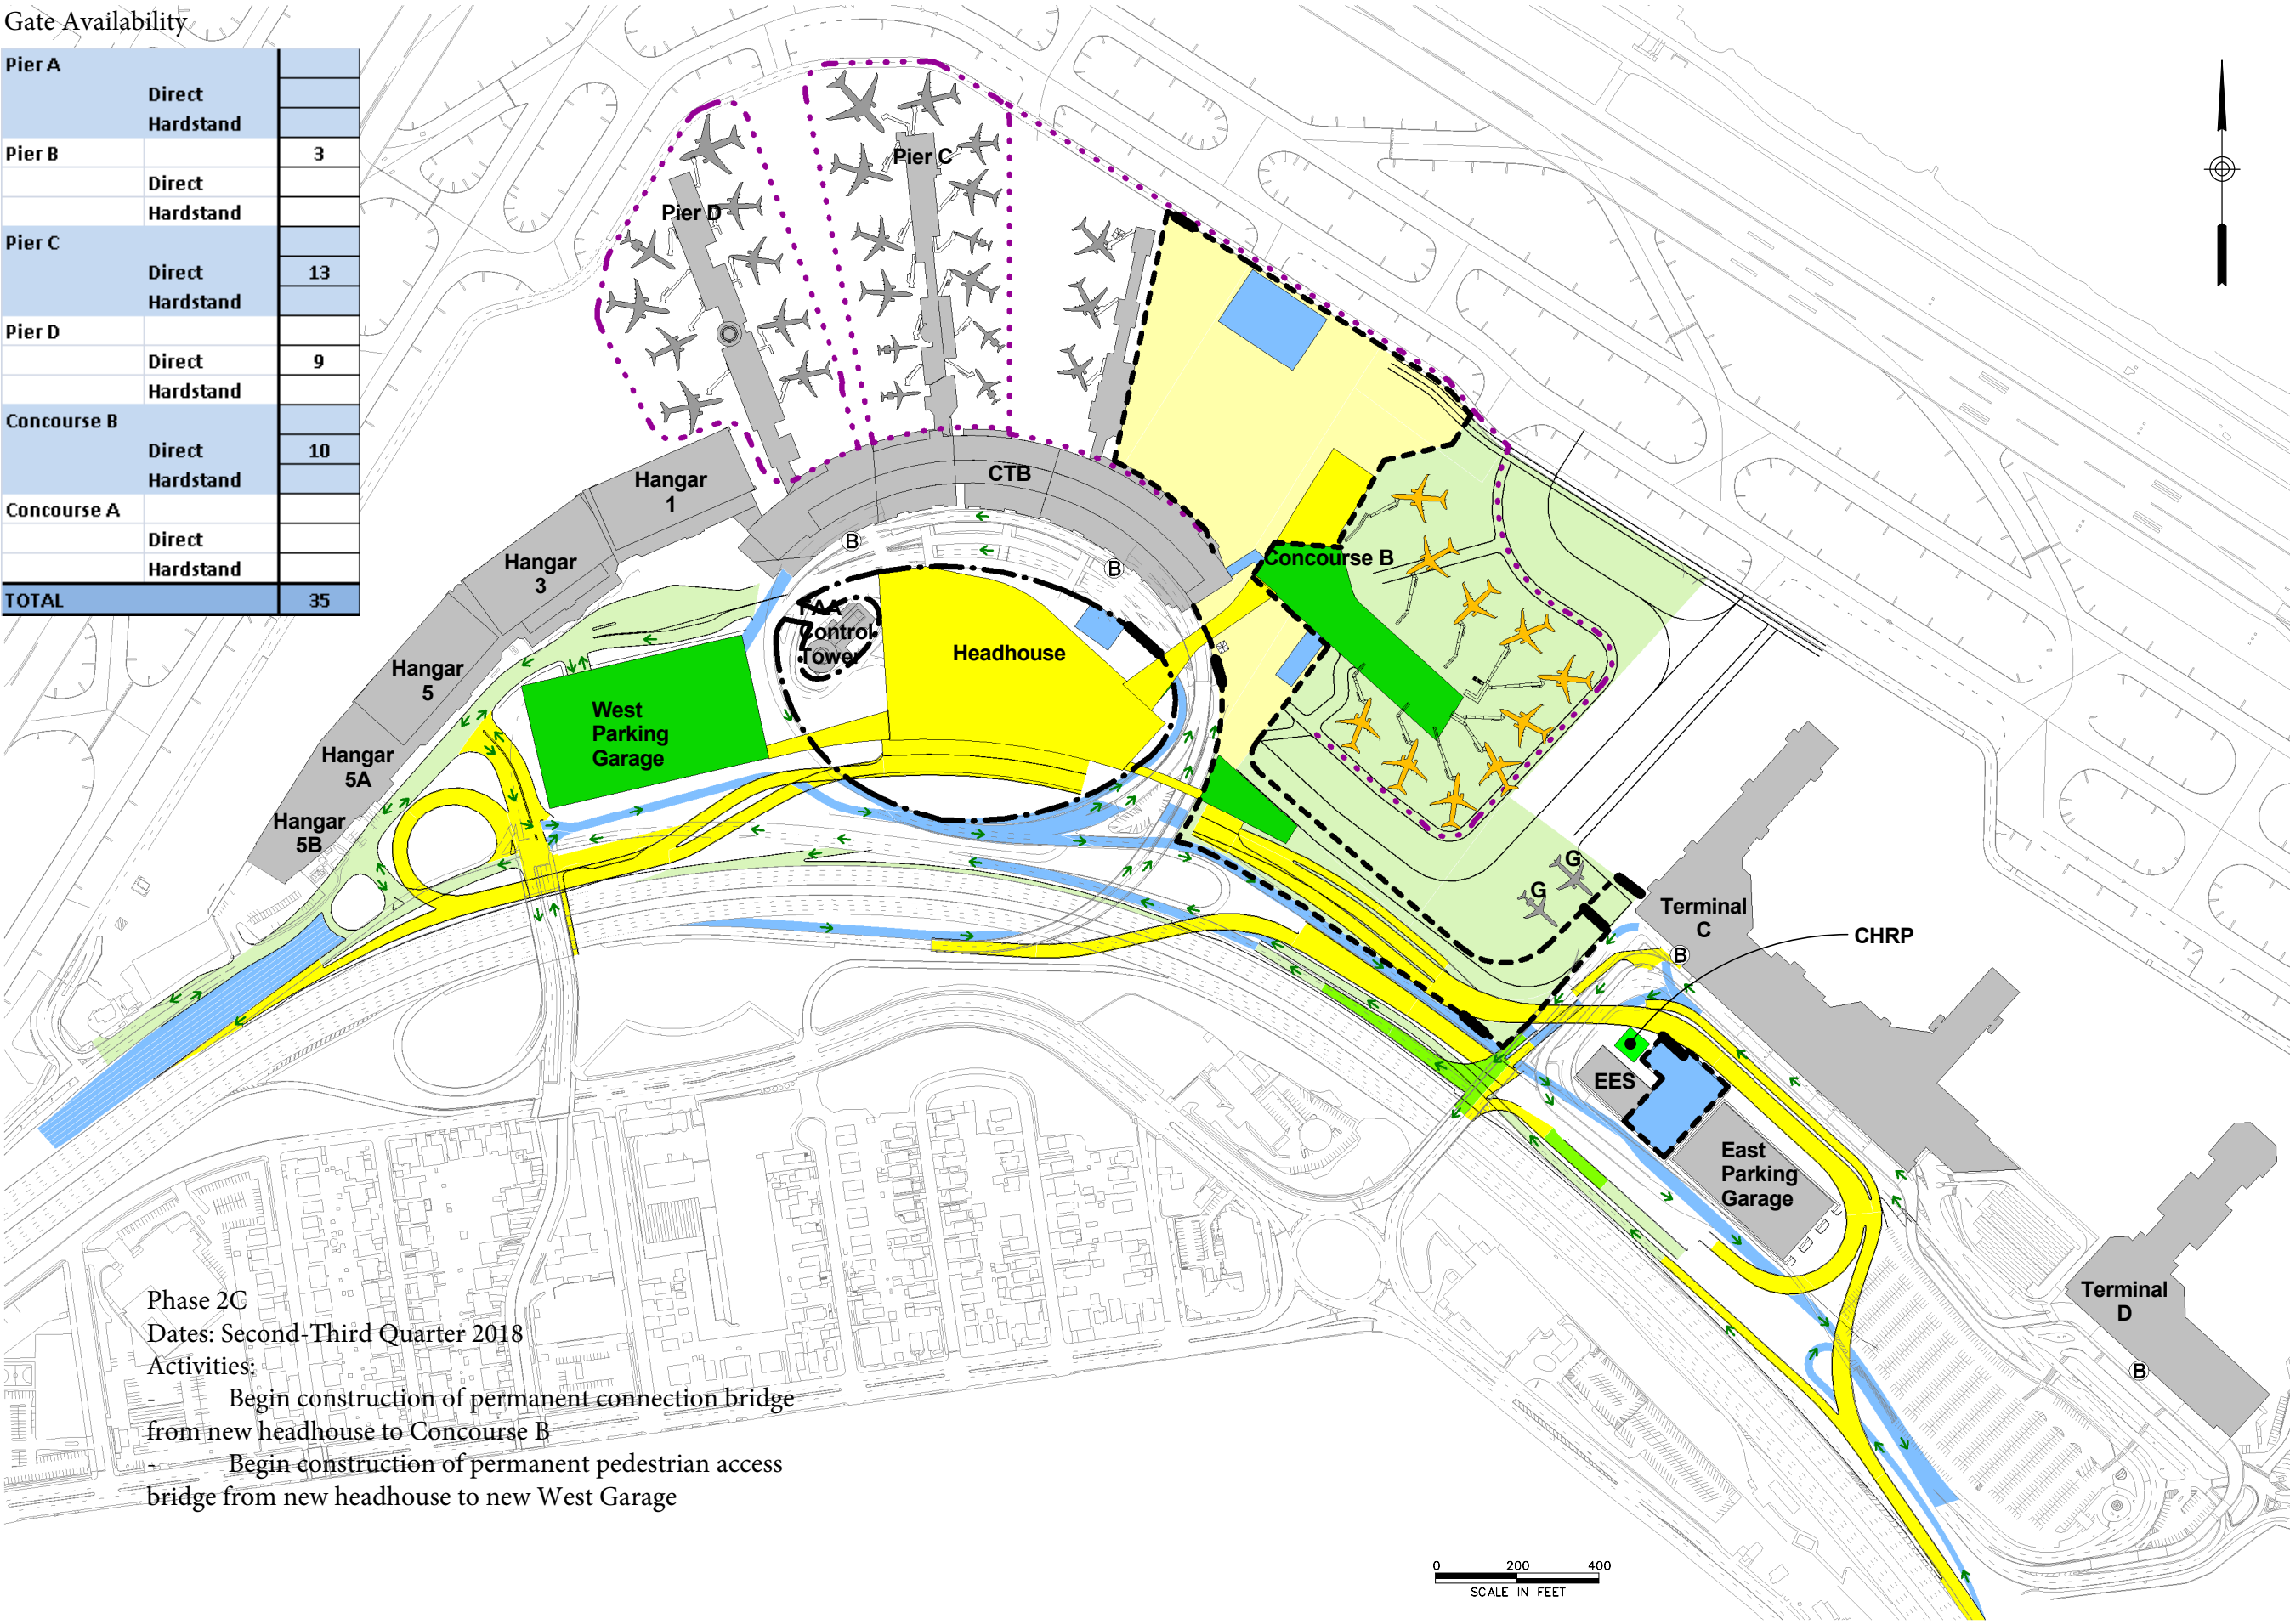 Gate Availability
Pier A
Direct
Hardstand
Pier B 3
Direct
Hardstand
Pier C
Direct 13
Hardstand
Pier D
Direct 9
Hardstand
Concourse B
Direct 10
Hardstand
Concourse A
Direct
Hardstand
TOTAL 35
Pier C
Pier D
CTB
Hangar
1
Hangar
3
Hangar
5
Hangar
5A
Hangar
5B
B
B
Concourse B
FAA
Control
Tower
Headhouse
West
Parking
Garage
G
G
Terminal
C
B
CHRP
EES
East
Parking
Garage
Terminal
D
B
Phase 2C
Dates: Second-Third Quarter 2018
Activities:
- Begin construction of permanent connection bridge
from new headhouse to Concourse B
- Begin construction of permanent pedestrian access
bridge from new headhouse to new West Garage
0 200 400
SCALE IN FEET